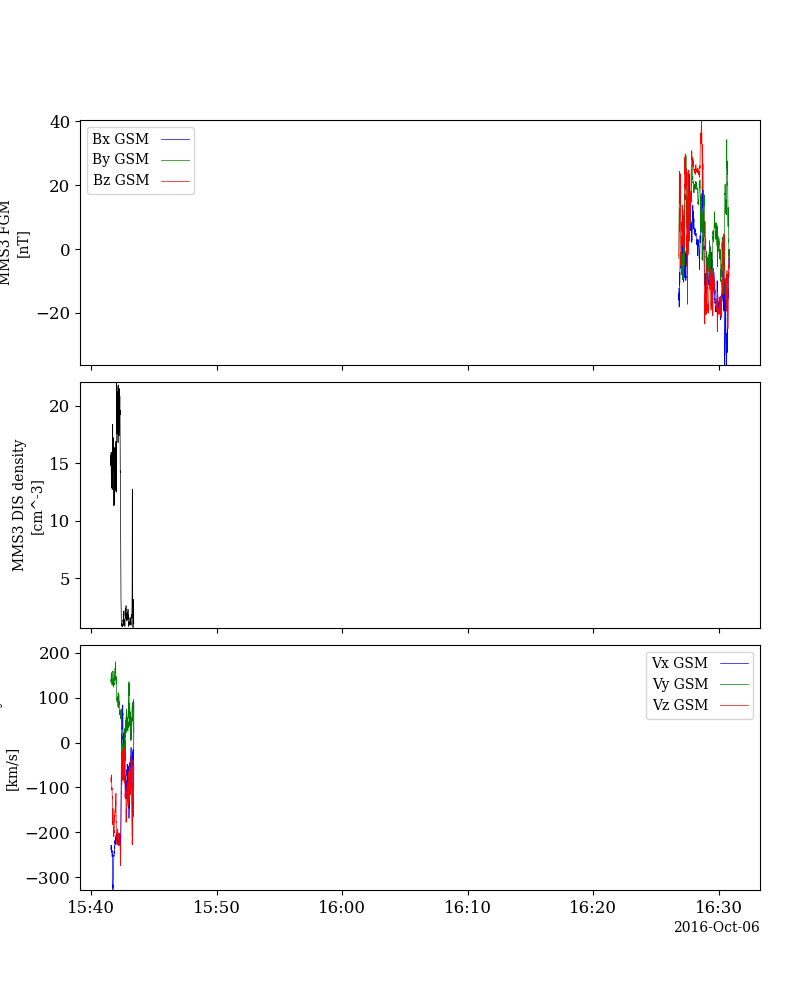 40
20
0
−20
MMS3 FGM
[nT]
Bx GSM
By GSM
Bz GSM
20
15
10
5
MMS3 DIS density
[cm^-3]
200
100
0
−100
−200
−300
[km/s]
Vx GSM
Vy GSM
Vz GSM
15:40 15:50 16:00 16:10 16:20 16:30
2016-Oct-06